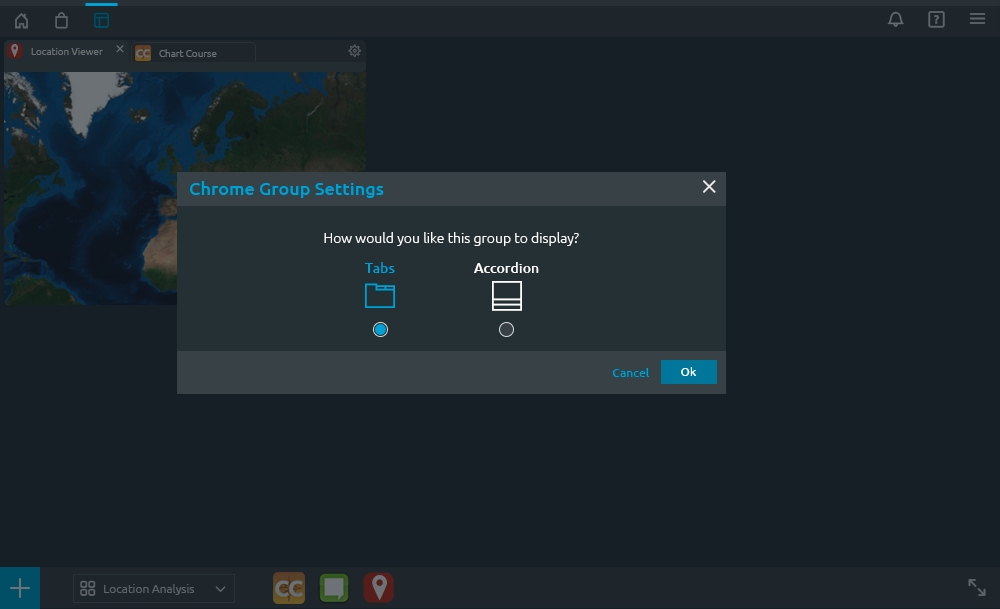 ?
Location Viewer
CC Chart Course
Chrome Group Settings
How would you like this group to display?
Tabs Accordion
Cancel Ok
Location Analysis
CC